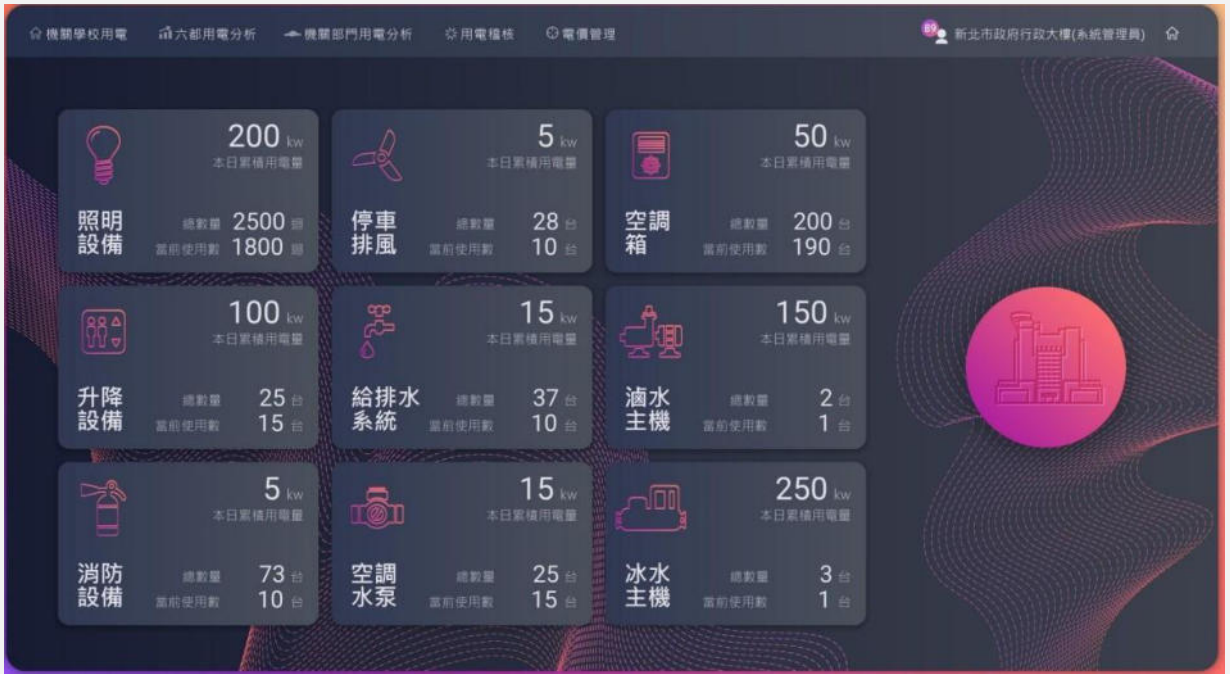 機關學校用電 六都用電分析 機關部門用電分析 用電稽核 電價管理 89 新北市政府行政大樓(系統管理員)
200 kw
本日累積用電量
照明設備
總數量 2500 迴
當前使用數 1800 迴
5 kw
本日累積用電量
停車排風
總數量 28 台
當前使用數 10 台
50 kw
本日累積用電量
空調箱
總數量 200 台
當前使用數 190 台
100 kw
本日累積用電量
升降設備
總數量 25 台
當前使用數 15 台
15 kw
本日累積用電量
給排水系統
總數量 37 台
當前使用數 10 台
150 kw
本日累積用電量
滷水主機
總數量 2 台
當前使用數 1 台
5 kw
本日累積用電量
消防設備
總數量 73 台
當前使用數 10 台
15 kw
本日累積用電量
空調水泵
總數量 25 台
當前使用數 15 台
250 kw
本日累積用電量
冰水主機
總數量 3 台
當前使用數 1 台